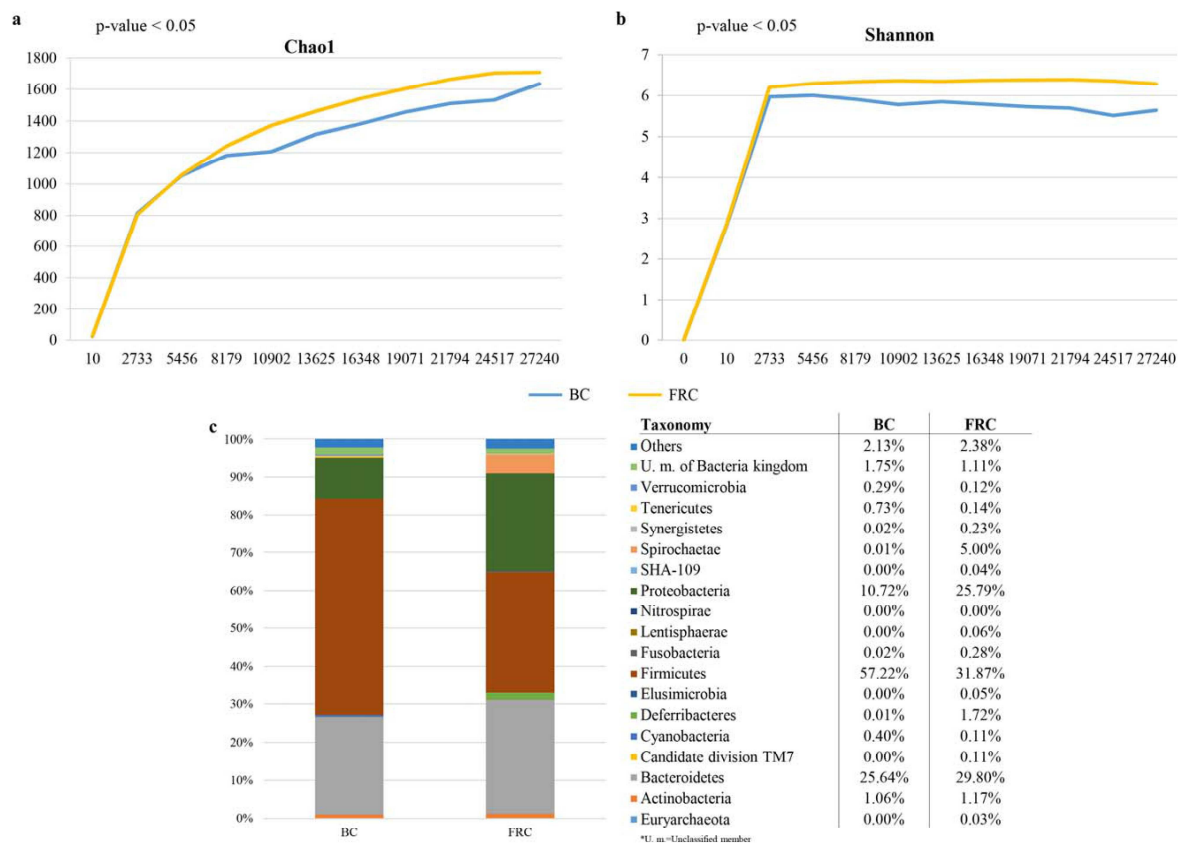 a
p-value < 0.05
Chao1
1800
1600
1400
1200
1000
800
600
400
200
0
10 2733 5456 8179 10902 13625 16348 19071 21794 24517 27240
b
p-value < 0.05
Shannon
7
6
5
4
3
2
1
0
0 10 2733 5456 8179 10902 13625 16348 19071 21794 24517 27240
BC FRC
c
100%
90%
80%
70%
60%
50%
40%
30%
20%
10%
0%
BC FRC
Taxonomy BC FRC
Others 2.13% 2.38%
U. m. of Bacteria kingdom 1.75% 1.11%
Verrucomicrobia 0.29% 0.12%
Tenericutes 0.73% 0.14%
Synergistetes 0.02% 0.23%
Spirochaetae 0.01% 5.00%
SHA-109 0.00% 0.04%
Proteobacteria 10.72% 25.79%
Nitrospirae 0.00% 0.00%
Lentisphaerae 0.00% 0.06%
Fusobacteria 0.02% 0.28%
Firmicutes 57.22% 31.87%
Elusimicrobia 0.00% 0.05%
Deferribacteres 0.01% 1.72%
Cyanobacteria 0.40% 0.11%
Candidate division TM7 0.00% 0.11%
Bacteroidetes 25.64% 29.80%
Actinobacteria 1.06% 1.17%
Euryarchaeota 0.00% 0.03%
*U. m.=Unclassified member